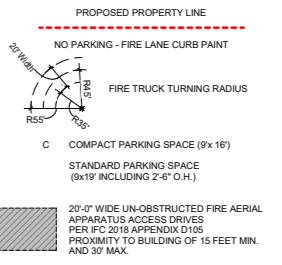 PROPOSED PROPERTY LINE
NO PARKING - FIRE LANE CURB PAINT
20' Width
R45'
FIRE TRUCK TURNING RADIUS
R55'
R35'
C COMPACT PARKING SPACE (9'x 16')
STANDARD PARKING SPACE
(9x19' INCLUDING 2'-6" O.H.)
20'-0" WIDE UN-OBSTRUCTED FIRE AERIAL
APPARATUS ACCESS DRIVES
PER IFC 2018 APPENDIX D105
PROXIMITY TO BUILDING OF 15 FEET MIN.
AND 30' MAX.